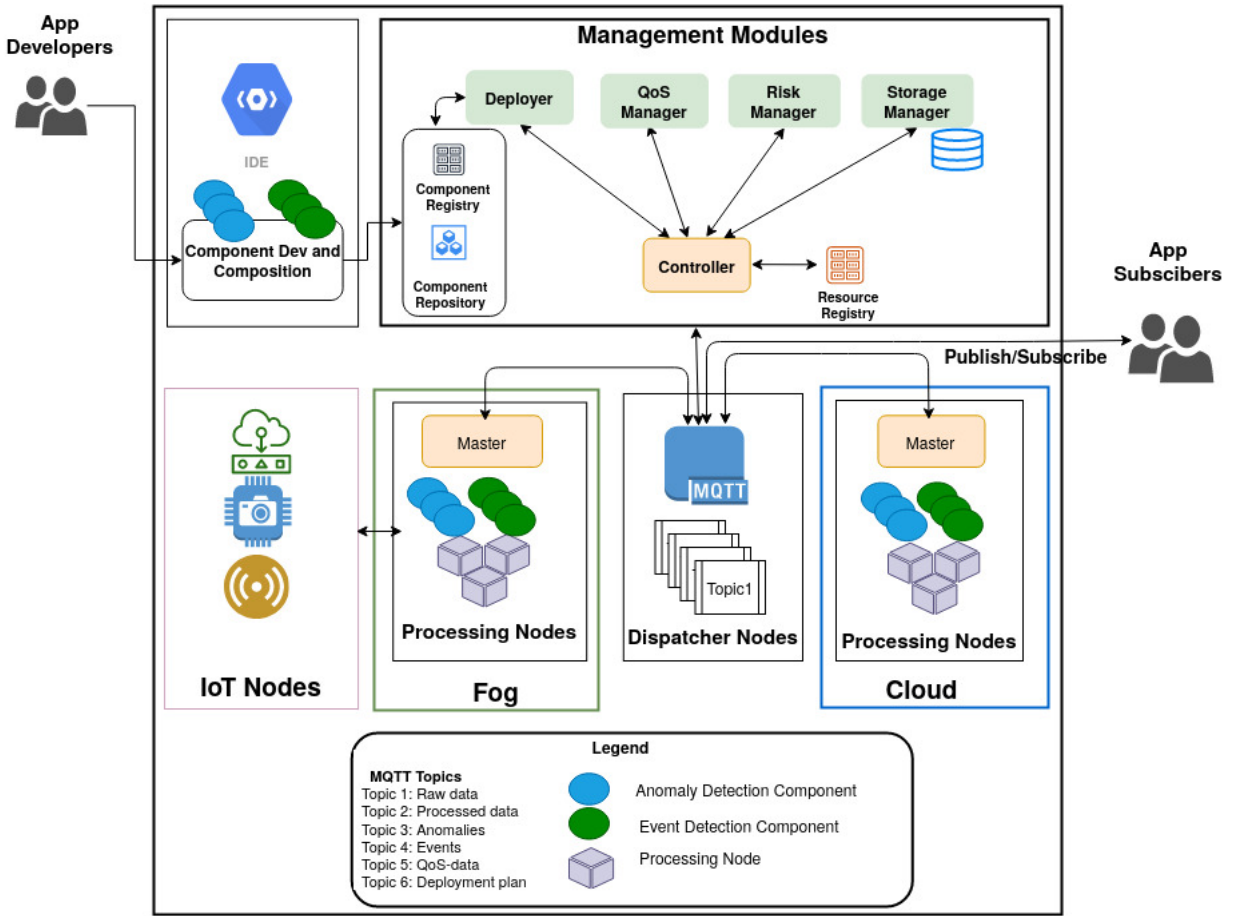 App
Developers
Management Modules
IDE
Component Dev and
Composition
Deployer
QoS
Manager
Risk
Manager
Storage
Manager
Component
Registry
Component
Repository
Controller
Resource
Registry
App
Subscibers
Publish/Subscribe
Master
Processing Nodes
Fog
IoT Nodes
MQTT
Topic1
Dispatcher Nodes
Master
Processing Nodes
Cloud
Legend
MQTT Topics
Topic 1: Raw data
Topic 2: Processed data
Topic 3: Anomalies
Topic 4: Events
Topic 5: QoS-data
Topic 6: Deployment plan
Anomaly Detection Component
Event Detection Component
Processing Node